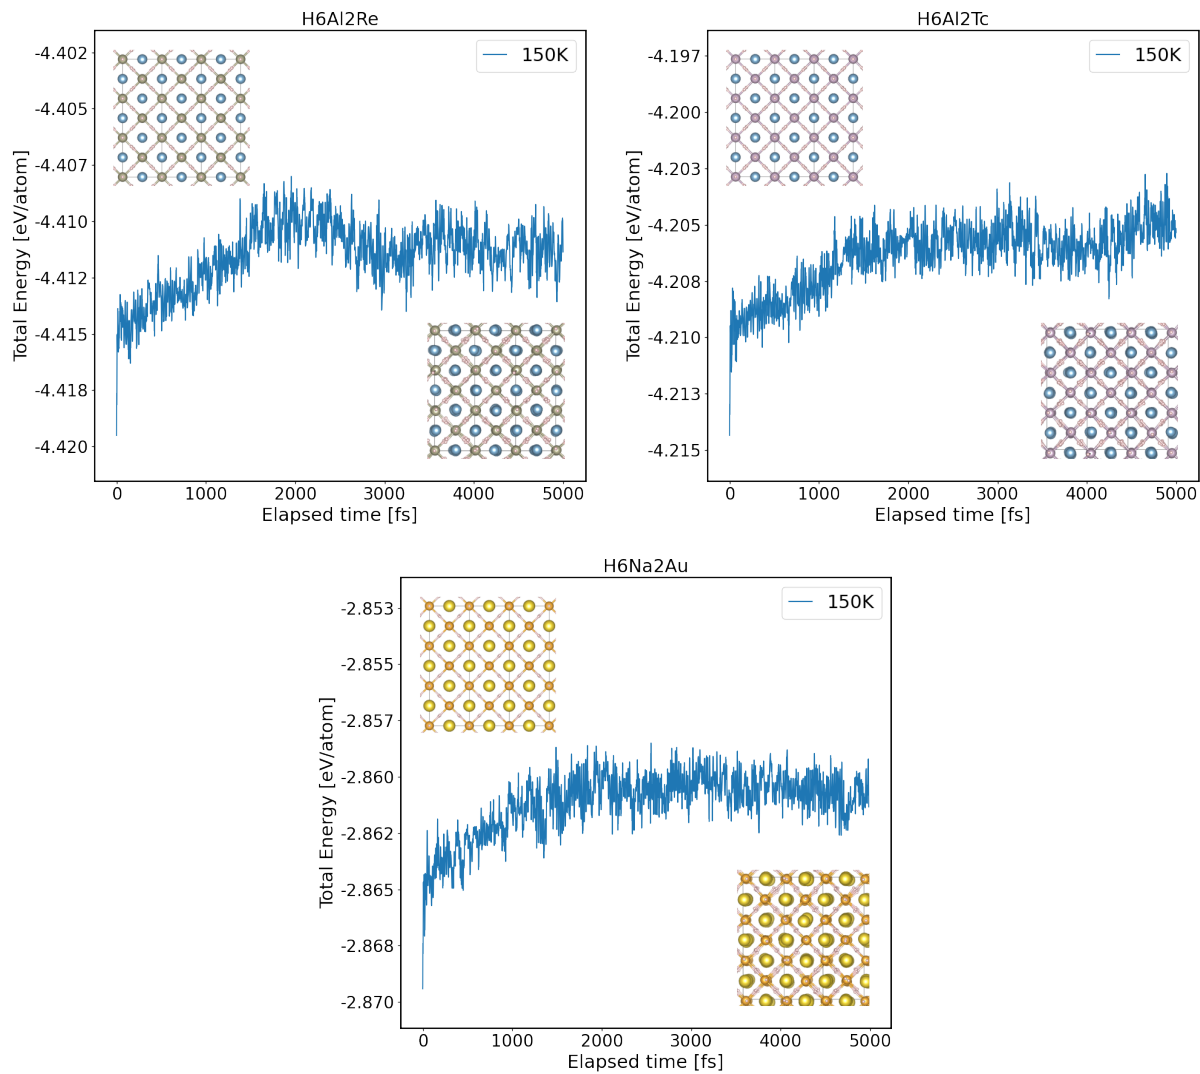 H6Al2Re
H6Al2Tc
-4.402
-4.405
-4.407
-4.410
-4.412
-4.415
-4.418
-4.420
Total Energy [eV/atom]
150K
0 1000 2000 3000 4000 5000
Elapsed time [fs]
-4.197
-4.200
-4.203
-4.205
-4.208
-4.210
-4.213
-4.215
Total Energy [eV/atom]
150K
0 1000 2000 3000 4000 5000
Elapsed time [fs]
H6Na2Au
-2.853
-2.855
-2.857
-2.860
-2.862
-2.865
-2.868
-2.870
Total Energy [eV/atom]
150K
0 1000 2000 3000 4000 5000
Elapsed time [fs]